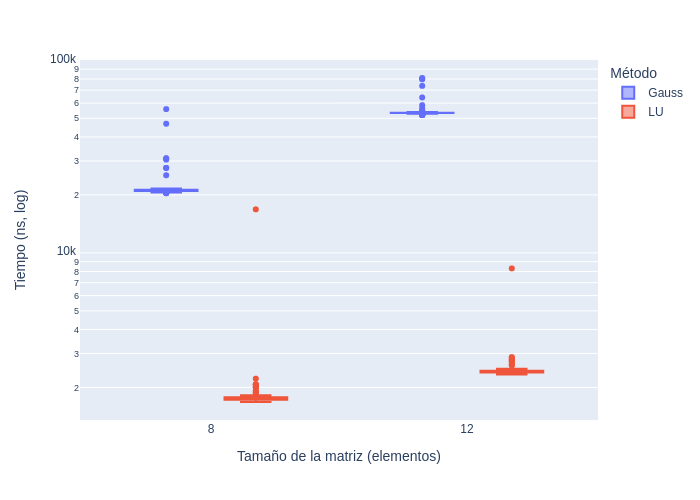 100k
9
8
7
6
5
4
3
2
10k
9
8
7
6
5
4
3
2
8
12
Tamaño de la matriz (elementos)
Tiempo (ns, log)
Método
Gauss
LU